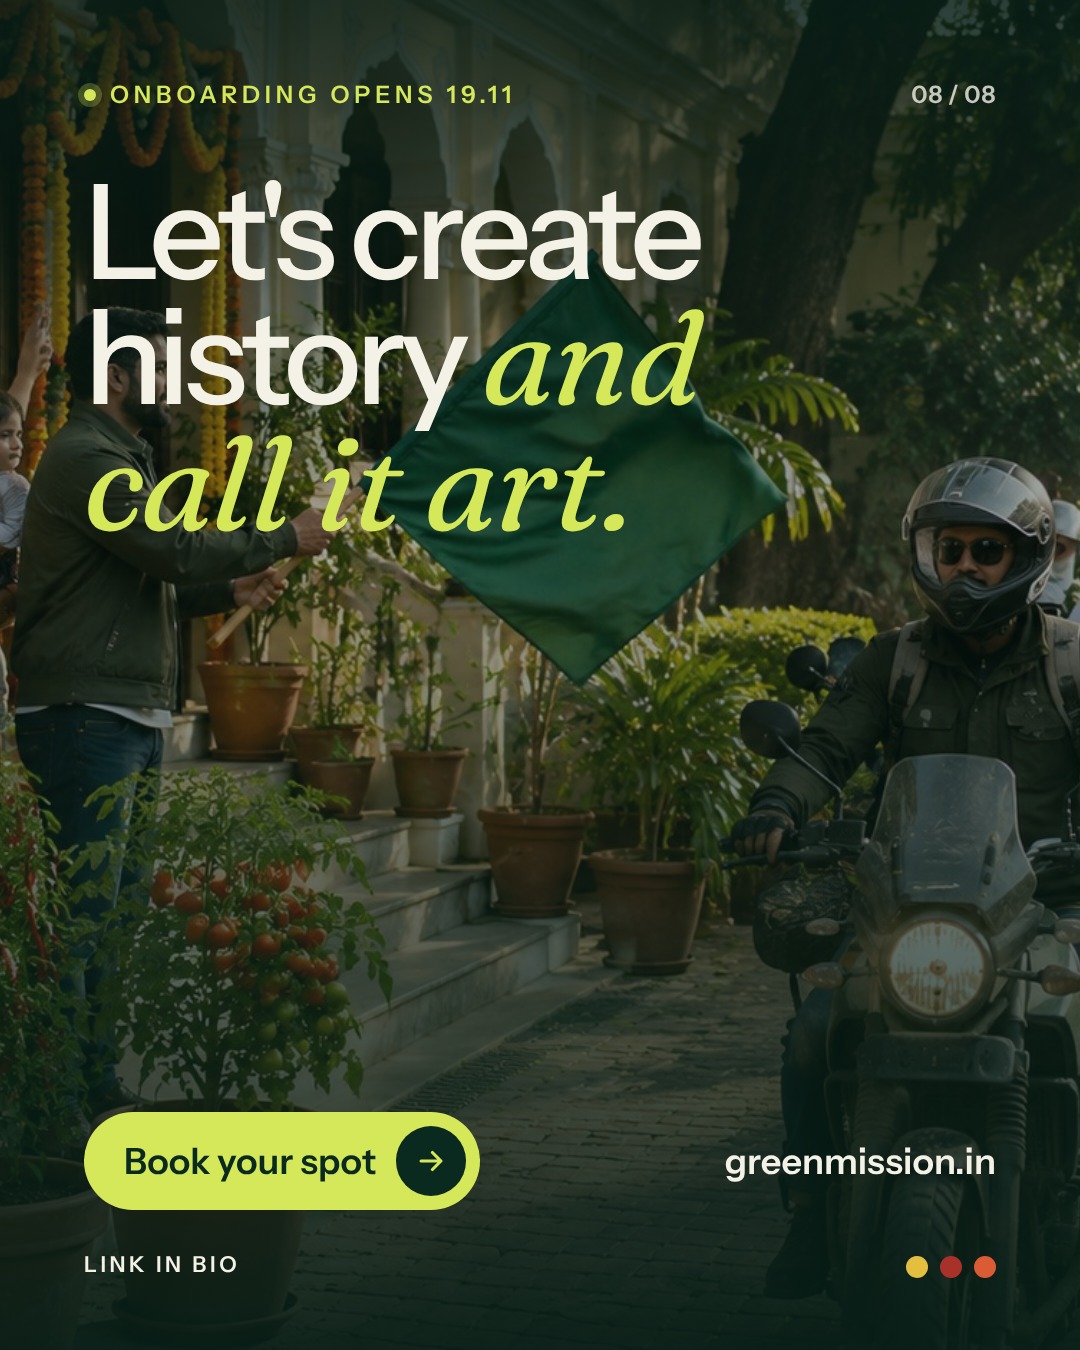 ONBOARDING OPENS 19.11
08 / 08
Let's create
history and
call it art.
Book your spot
greenmission.in
LINK IN BIO